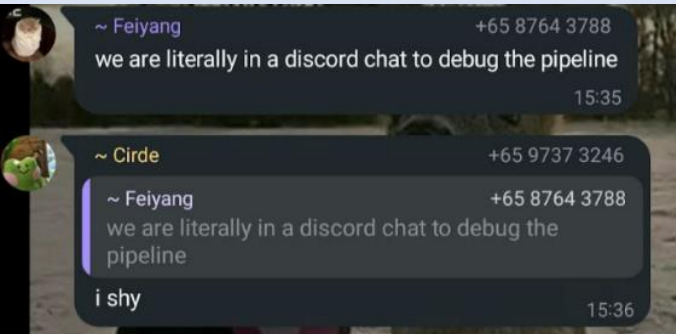 ~ Feiyang +65 8764 3788
we are literally in a discord chat to debug the pipeline
15:35
~ Cirde +65 9737 3246
~ Feiyang +65 8764 3788
we are literally in a discord chat to debug the
pipeline
i shy
15:36